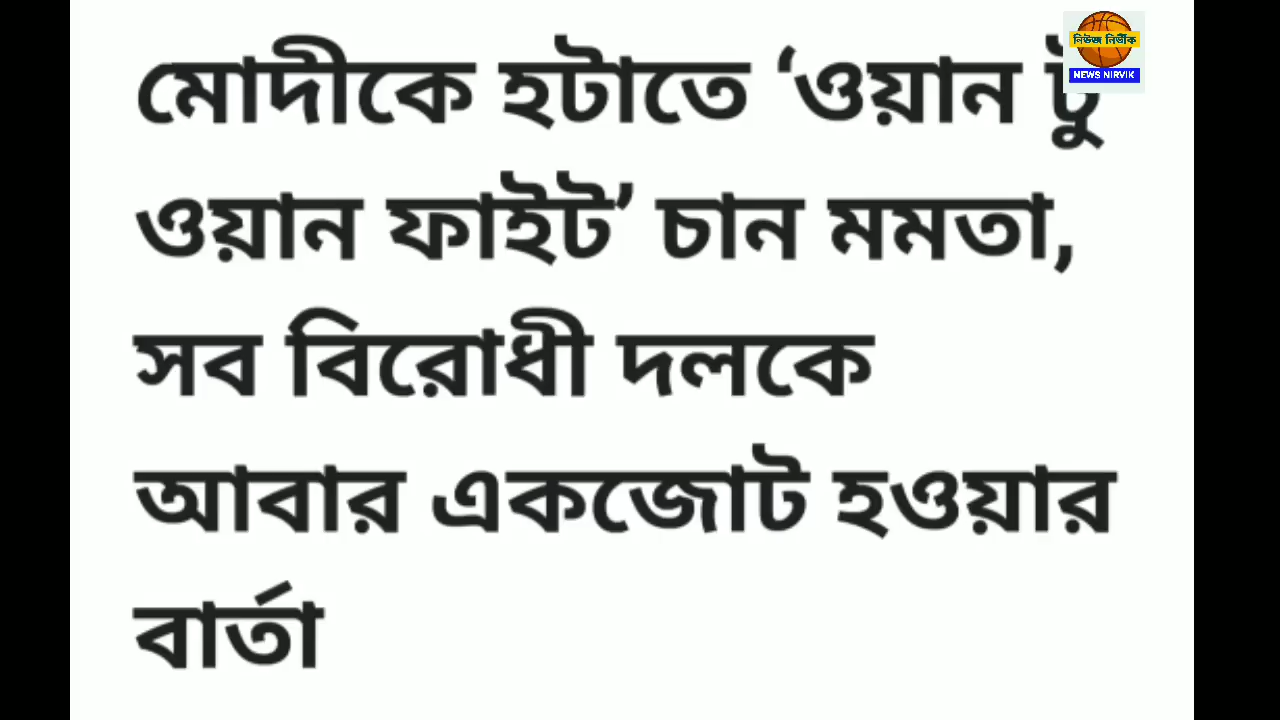 মোদীকে হটাতে ‘ওয়ান টু
ওয়ান ফাইট’ চান মমতা,
সব বিরোধী দলকে
আবার একজোট হওয়ার
বার্তা
নিউজ নির্ভীক
NEWS NIRVIK